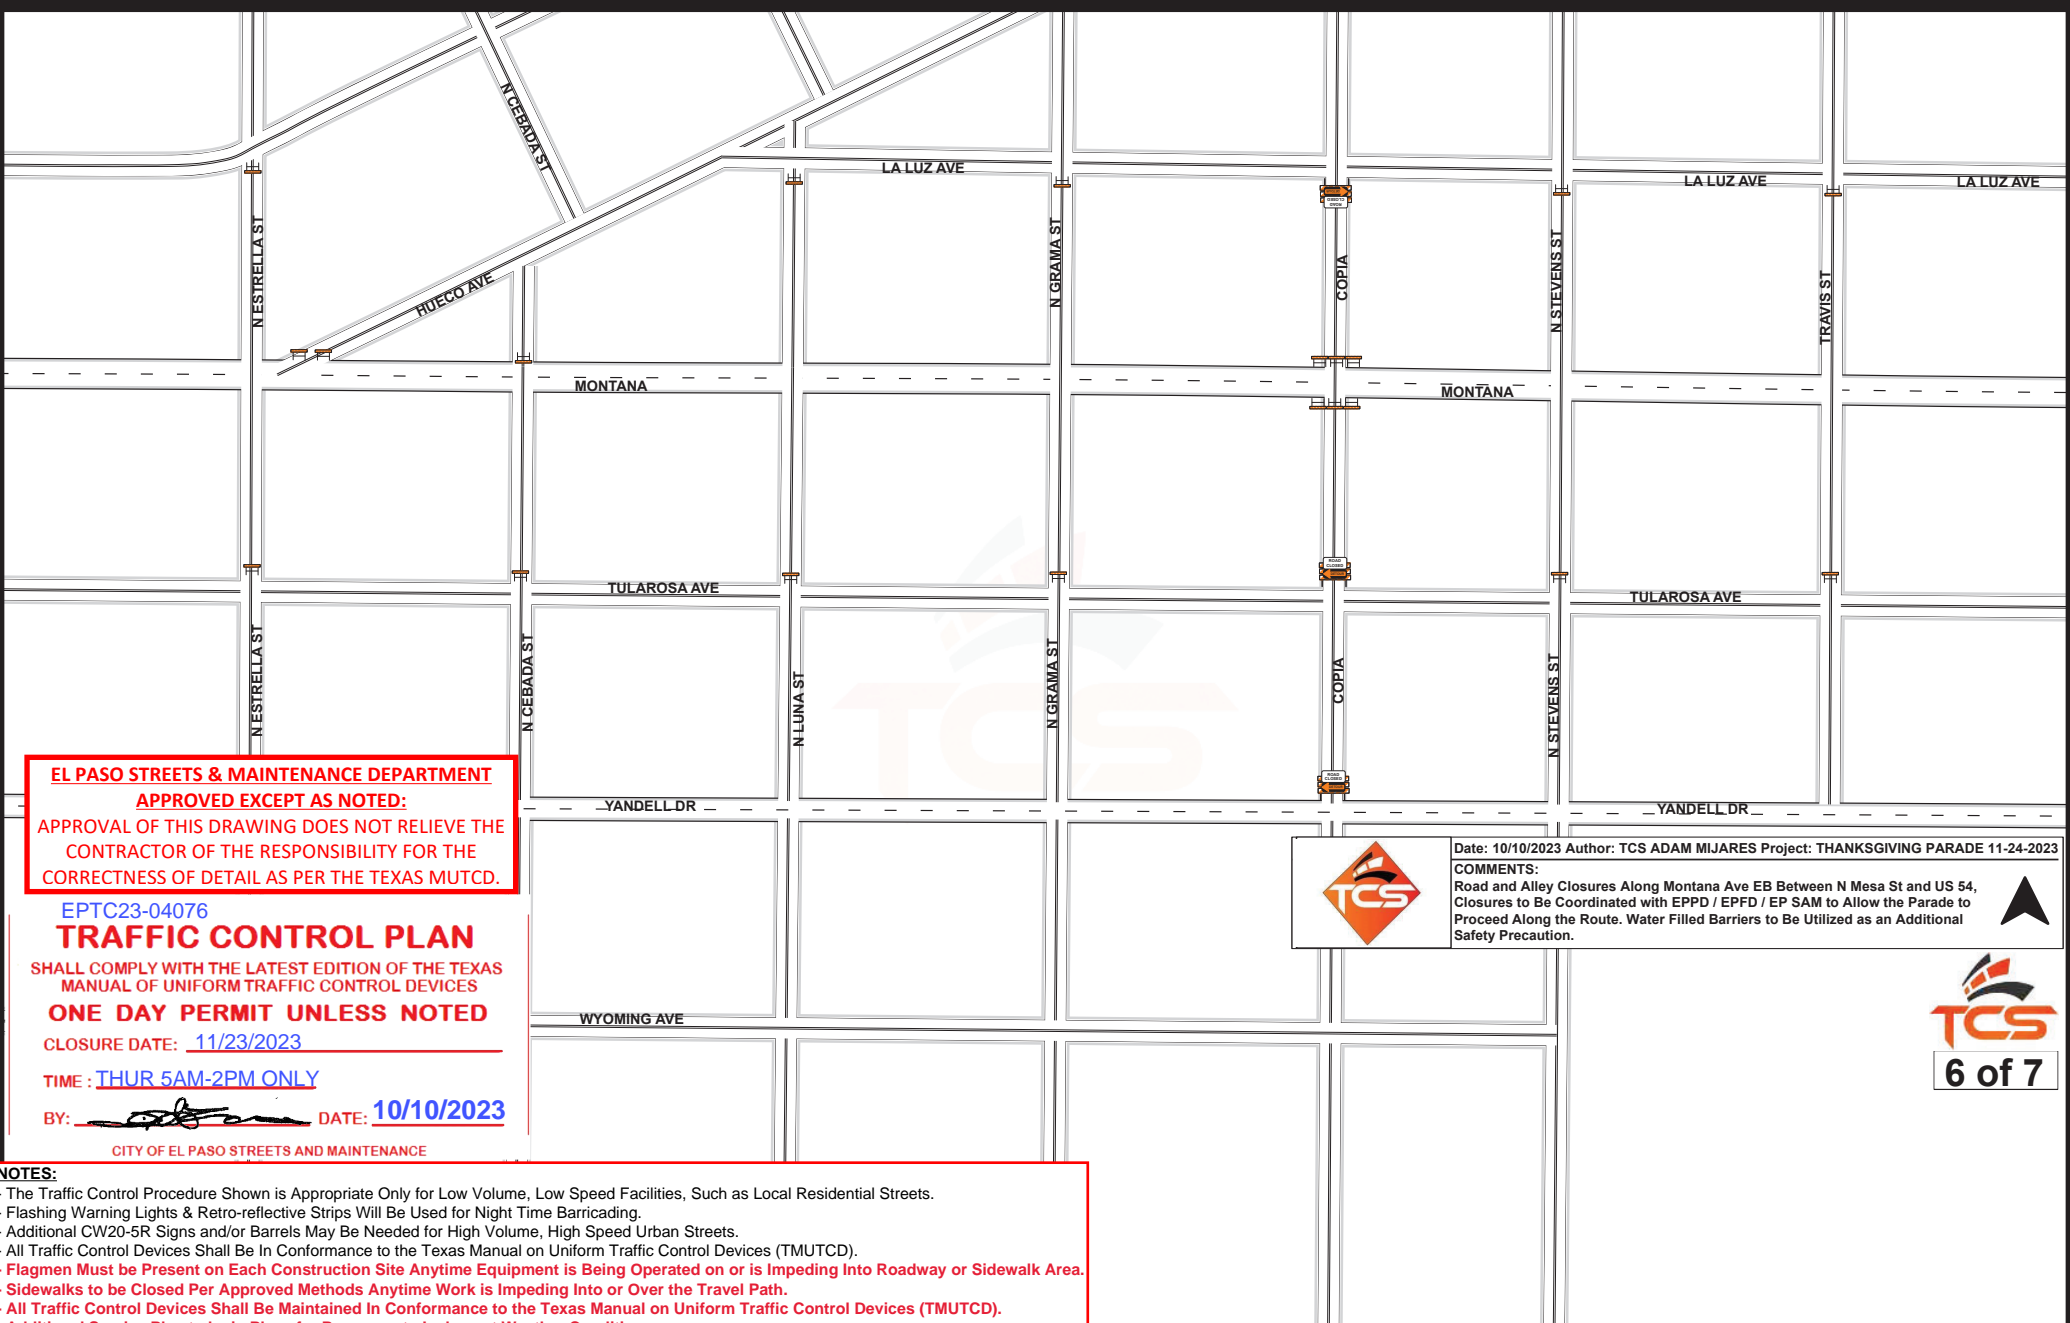 N CEBADA ST
LA LUZ AVE
LA LUZ AVE
LA LUZ AVE
ROAD
CLOSED
N ESTRELLA ST
HUECO AVE
N GRAMA ST
COPIA
N STEVENS ST
TRAVIS ST
MONTANA
MONTANA
ROAD
CLOSED
TULAROSA AVE
TULAROSA AVE
N ESTRELLA ST
N CEBADA ST
N LUNA ST
N GRAMA ST
COPIA
N STEVENS ST
TCS
ROAD
CLOSED
YANDELL DR
YANDELL DR
EL PASO STREETS & MAINTENANCE DEPARTMENT
APPROVED EXCEPT AS NOTED:
APPROVAL OF THIS DRAWING DOES NOT RELIEVE THE
CONTRACTOR OF THE RESPONSIBILITY FOR THE
CORRECTNESS OF DETAIL AS PER THE TEXAS MUTCD.
EPTC23-04076
TRAFFIC CONTROL PLAN
SHALL COMPLY WITH THE LATEST EDITION OF THE TEXAS
MANUAL OF UNIFORM TRAFFIC CONTROL DEVICES
ONE DAY PERMIT UNLESS NOTED
CLOSURE DATE: 11/23/2023
TIME : THUR 5AM-2PM ONLY
BY: DATE: 10/10/2023
CITY OF EL PASO STREETS AND MAINTENANCE
WYOMING AVE
TCS
Date: 10/10/2023 Author: TCS ADAM MIJARES Project: THANKSGIVING PARADE 11-24-2023
COMMENTS:
Road and Alley Closures Along Montana Ave EB Between N Mesa St and US 54,
Closures to Be Coordinated with EPPD / EPFD / EP SAM to Allow the Parade to
Proceed Along the Route. Water Filled Barriers to Be Utilized as an Additional
Safety Precaution.
TCS
6 of 7
NOTES:
- The Traffic Control Procedure Shown is Appropriate Only for Low Volume, Low Speed Facilities, Such as Local Residential Streets.
- Flashing Warning Lights & Retro-reflective Strips Will Be Used for Night Time Barricading.
- Additional CW20-5R Signs and/or Barrels May Be Needed for High Volume, High Speed Urban Streets.
- All Traffic Control Devices Shall Be In Conformance to the Texas Manual on Uniform Traffic Control Devices (TMUTCD).
- Flagmen Must be Present on Each Construction Site Anytime Equipment is Being Operated on or is Impeding Into Roadway or Sidewalk Area.
- Sidewalks to be Closed Per Approved Methods Anytime Work is Impeding Into or Over the Travel Path.
- All Traffic Control Devices Shall Be Maintained In Conformance to the Texas Manual on Uniform Traffic Control Devices (TMUTCD).